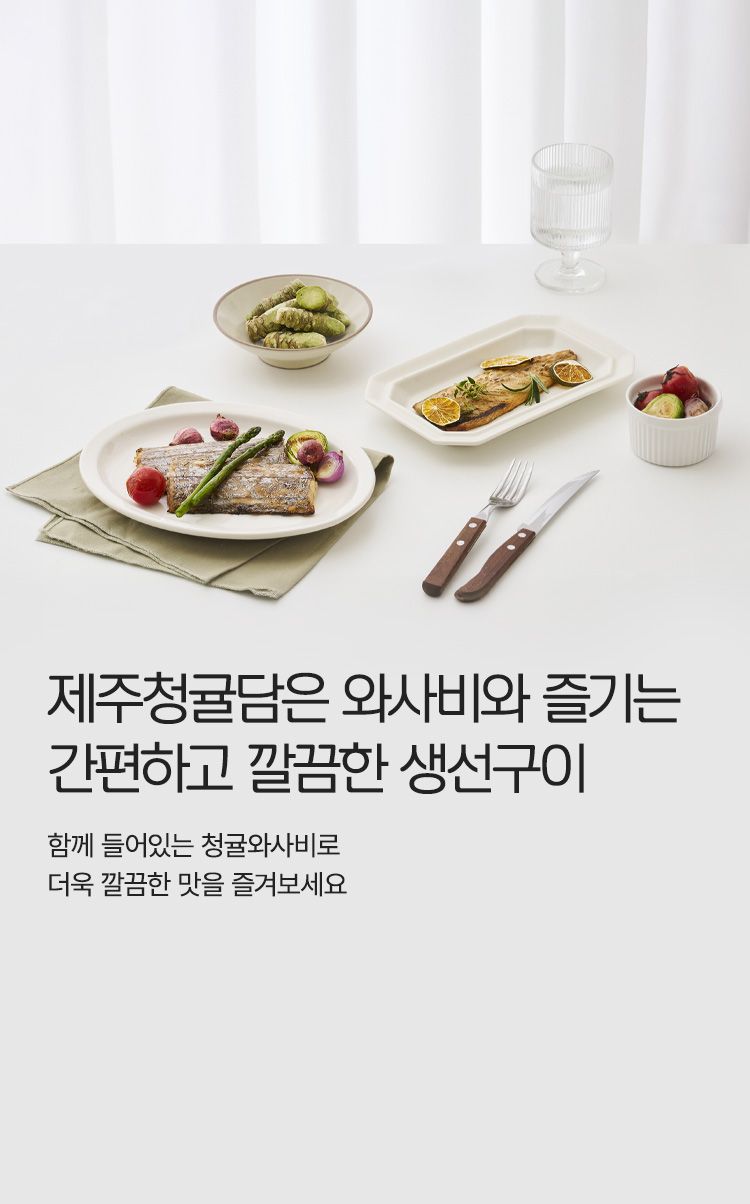 제주청귤담은 와사비와 즐기는
간편하고 깔끔한 생선구이
함께 들어있는 청귤와사비로
더욱 깔끔한 맛을 즐겨보세요